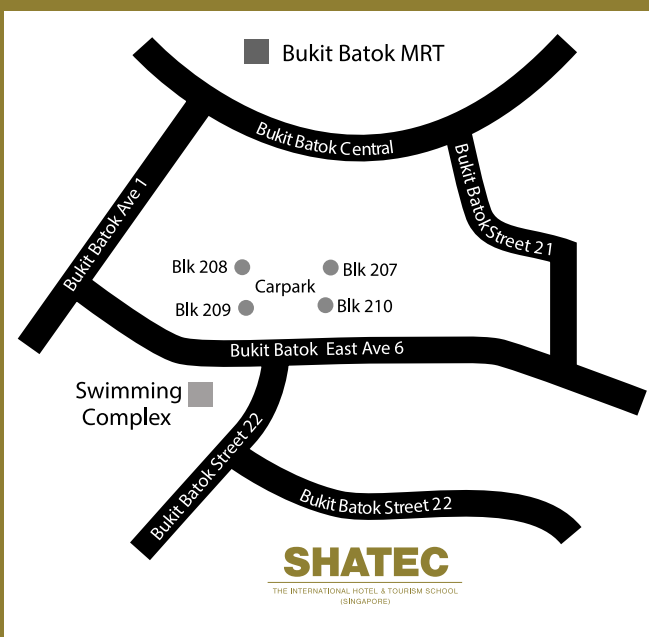 Bukit Batok MRT
Bukit Batok Central
Bukit Batok Ave 1
Bukit Batok Street 21
Blk 208
Blk 207
Carpark
Blk 209
Blk 210
Bukit Batok East Ave 6
Swimming
Complex
Bukit Batok Street 22
Bukit Batok Street 22
SHATEC
THE INTERNATIONAL HOTEL & TOURISM SCHOOL
(SINGAPORE)